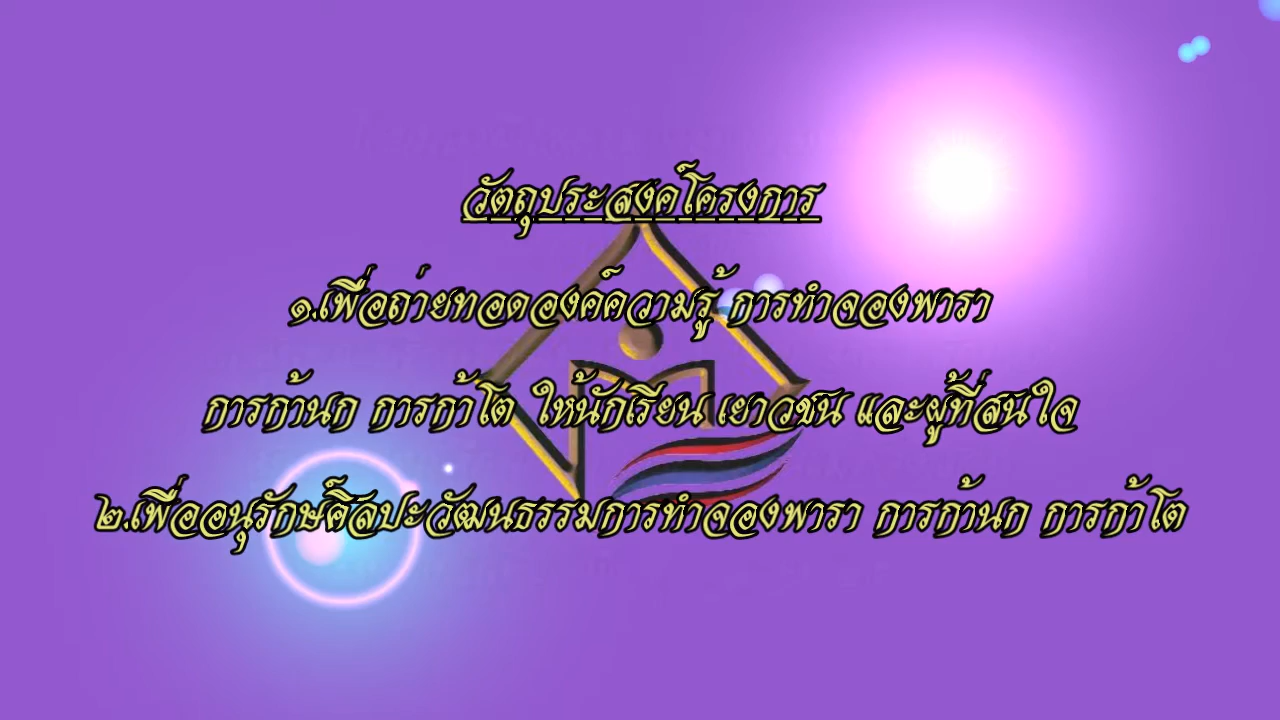 วัตถุประสงค์โครงการ
๑.เพื่อถ่ายทอดองค์ความรู้ การทำจองพารา
การก้านก การก้าโต ให้นักเรียน เยาวชน และผู้ที่สนใจ
๒.เพื่ออนุรักษ์ศิลปะวัฒนธรรมการทำจองพารา การก้านก การก้าโต